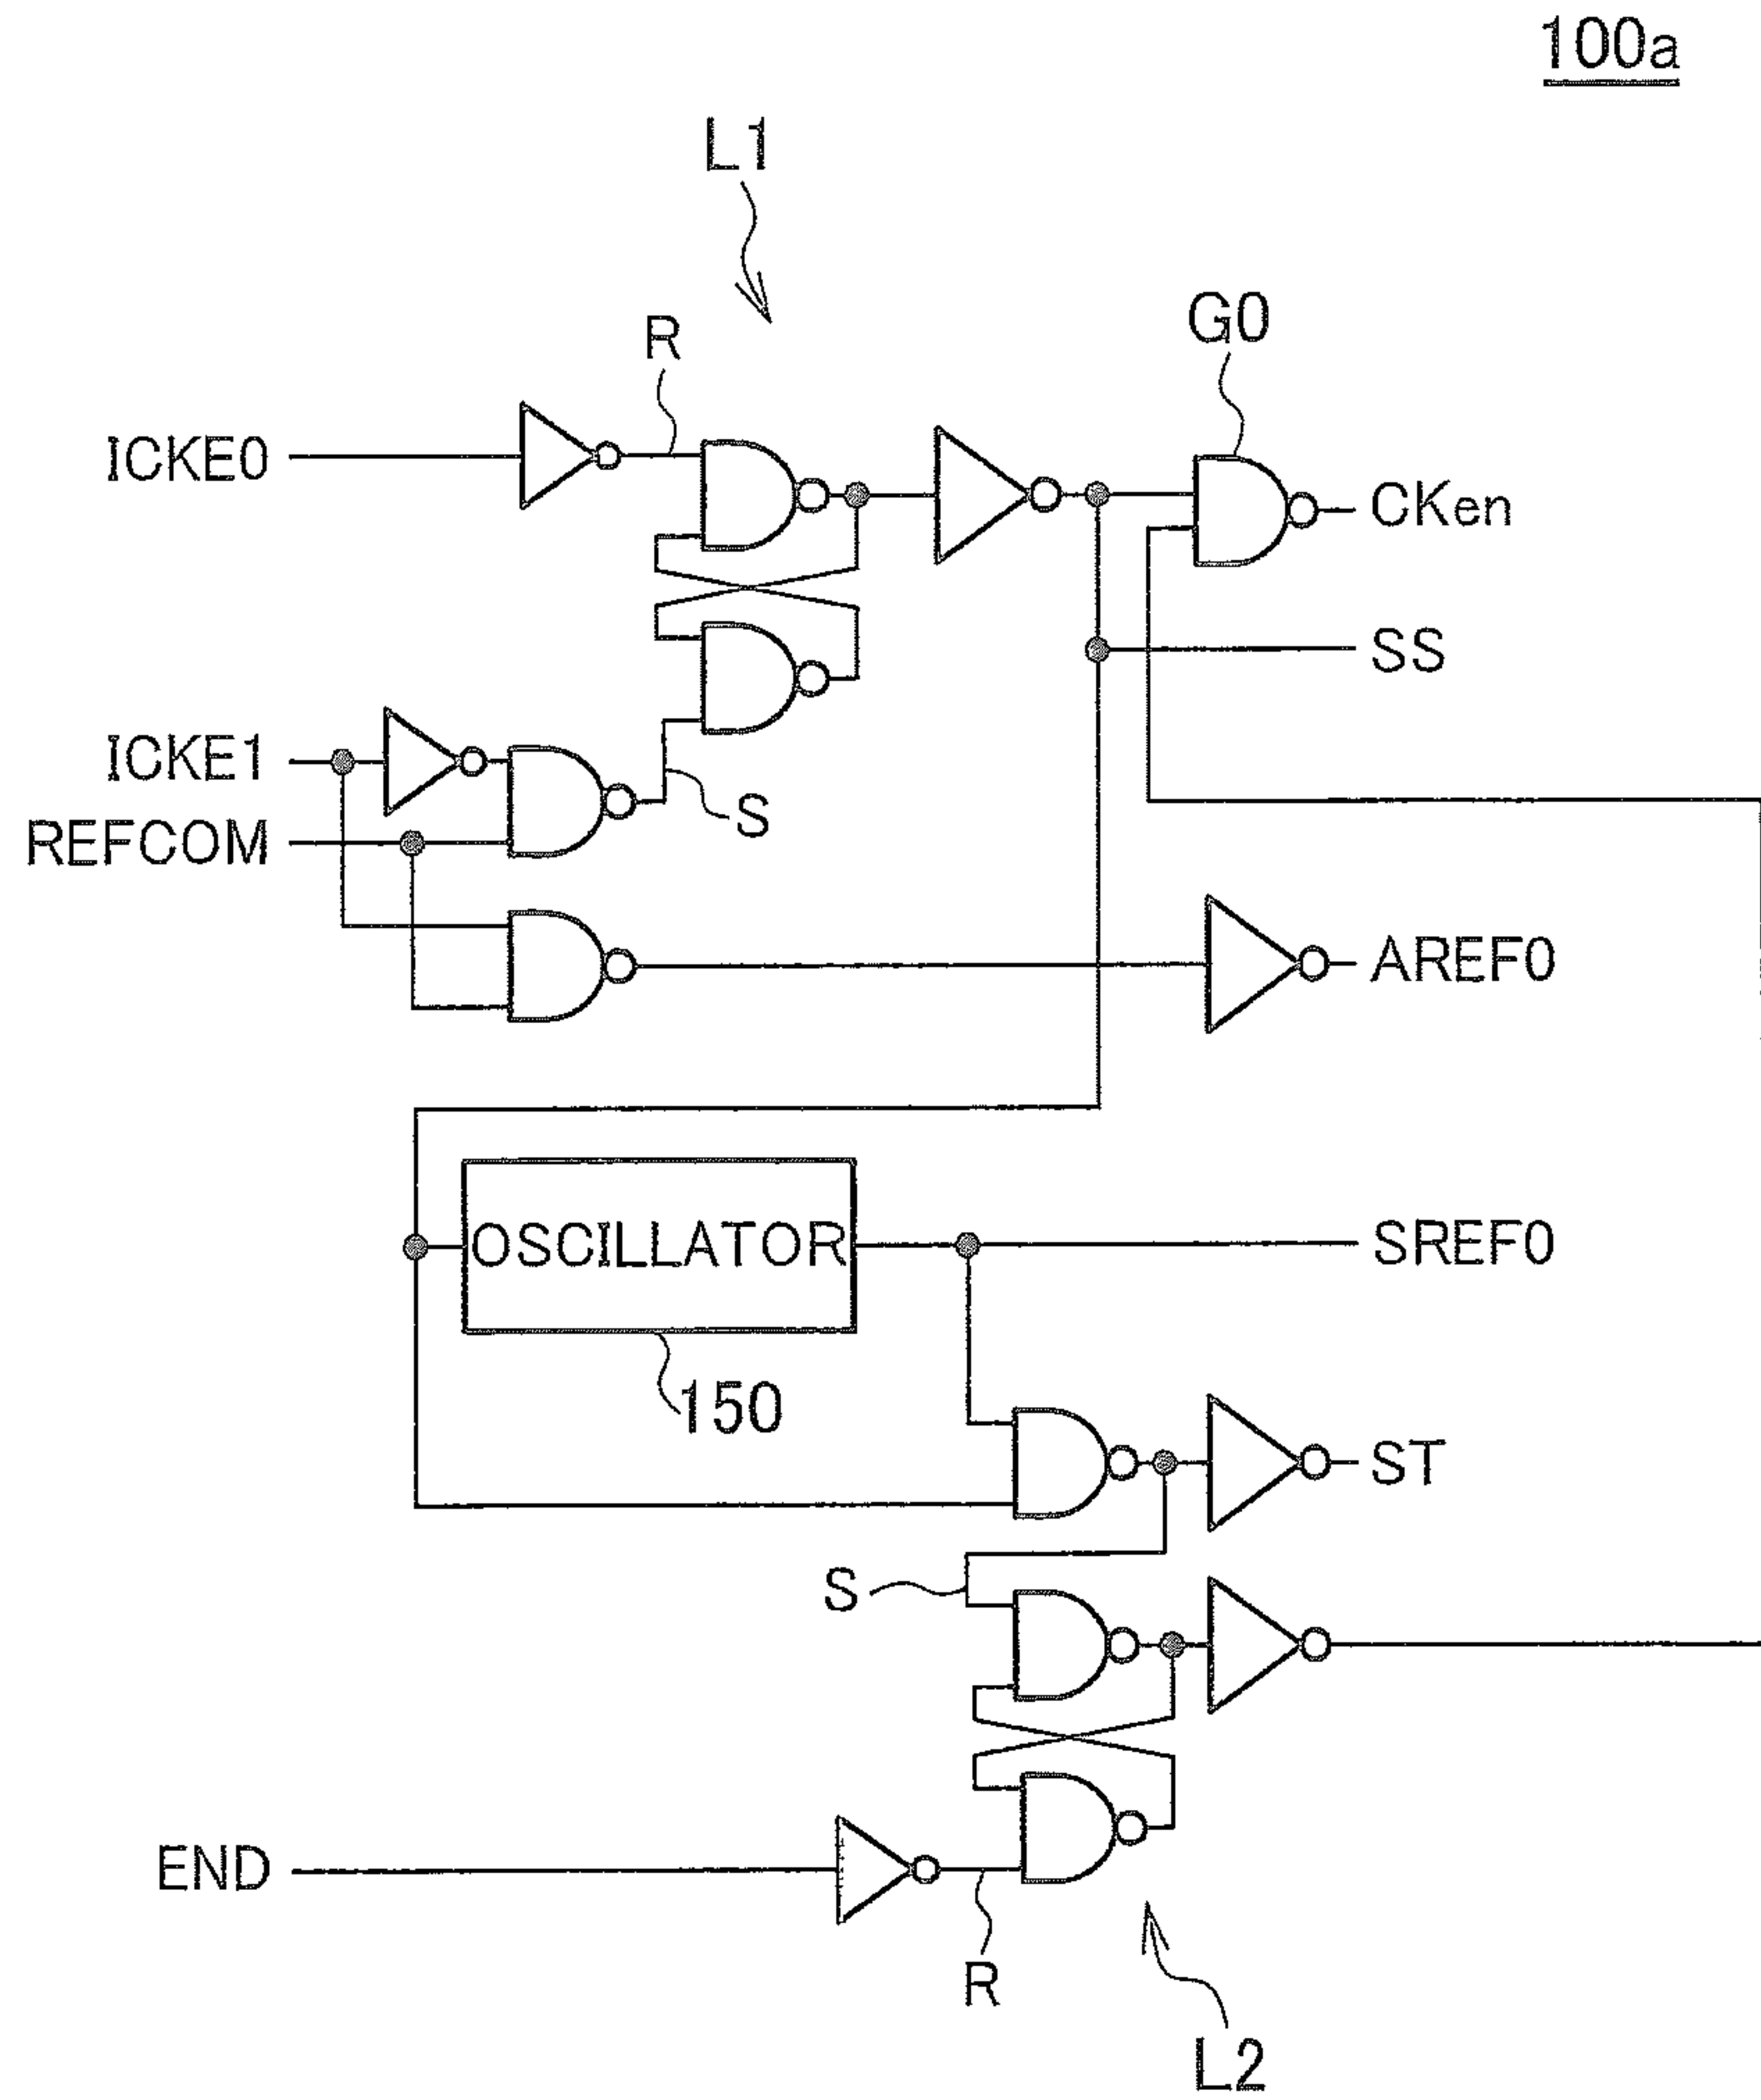 100a
L1
G0
R
ICKE0
CKen
SS
ICKE1
S
REFCOM
AREF0
OSCILLATOR
SREF0
150
ST
S
END
R
L2